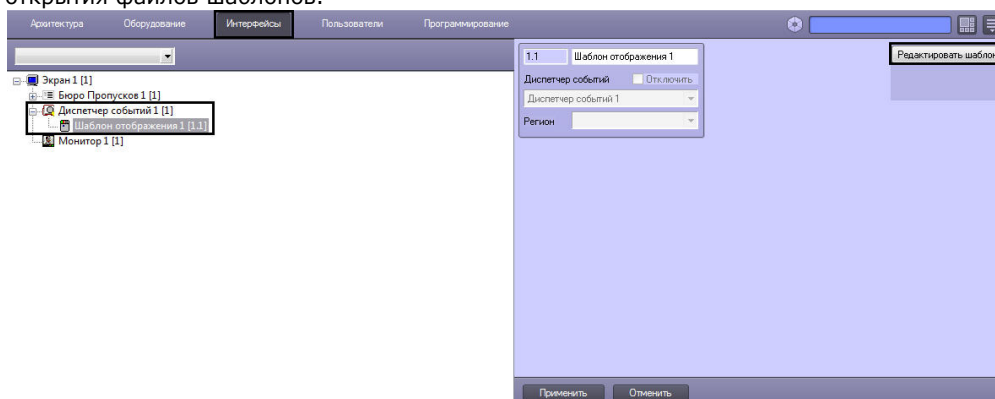 открытия файлов шаблонов.
Архитектура Оборудование Интерфейсы Пользователи Программирование
Экран 1 [1]
Бюро Пропусков 1 [1]
Диспетчер событий 1 [1]
Шаблон отображения 1 [1.1]
Монитор 1 [1]
1.1 Шаблон отображения 1
Диспетчер событий Отключить
Диспетчер событий 1
Регион
Редактировать шаблон
Применить Отменить